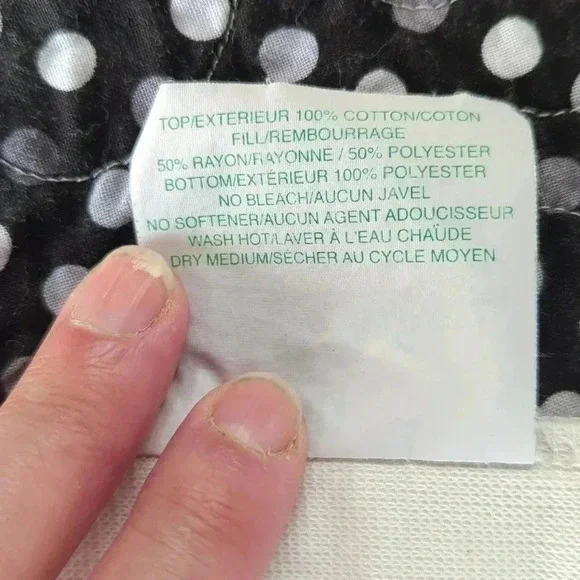 TOP/EXTERIEUR 100% COTTON/COTON
FILL/REMBOURRAGE
50% RAYON/RAYONNE / 50% POLYESTER
BOTTOM/EXTÉRIEUR 100% POLYESTER
NO BLEACH/AUCUN JAVEL
NO SOFTENER/AUCUN AGENT ADOUCISSEUR
WASH HOT/LAVER À L'EAU CHAUDE
DRY MEDIUM/SÉCHER AU CYCLE MOYEN